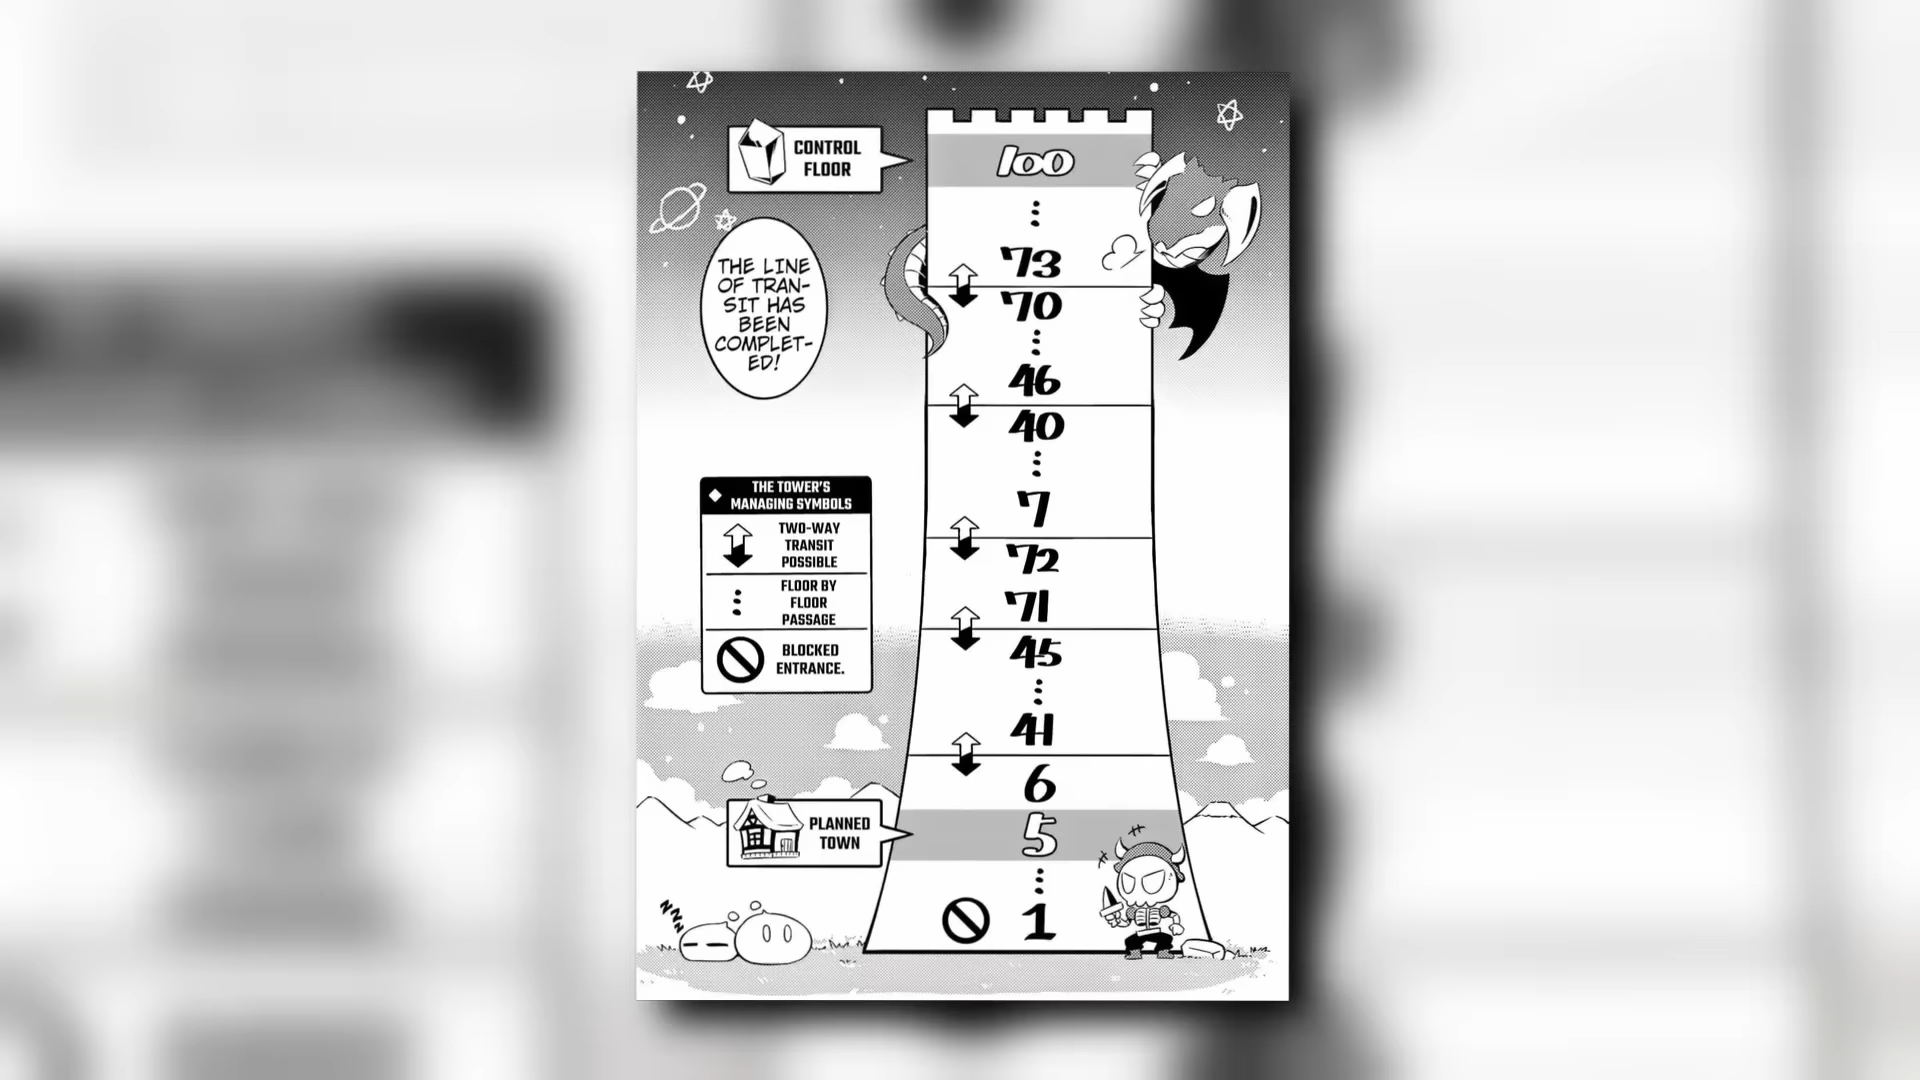 CONTROL
FLOOR
100
THE LINE
OF TRAN-
SIT HAS
BEEN
COMPLET-
ED!
73
70
46
40
7
72
71
45
41
6
5
1
THE TOWER'S
MANAGING SYMBOLS
TWO-WAY
TRANSIT
POSSIBLE
FLOOR BY
FLOOR
PASSAGE
BLOCKED
ENTRANCE.
PLANNED
TOWN
ZZZ